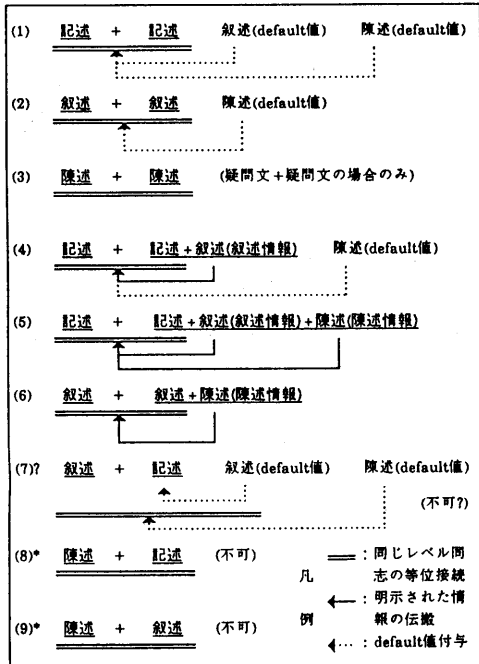 (1) 記述 + 記述 叙述(default値) 陳述(default値)
(2) 叙述 + 叙述 陳述(default値)
(3) 陳述 + 陳述 (疑問文+疑問文の場合のみ)
(4) 記述 + 記述+叙述(叙述情報) 陳述(default値)
(5) 記述 + 記述+叙述(叙述情報)+陳述(陳述情報)
(6) 叙述 + 叙述+陳述(陳述情報)
(7)? 叙述 + 記述 叙述(default値) 陳述(default値)
(不可?)
(8)* 陳述 + 記述 (不可)
(9)* 陳述 + 叙述 (不可)
凡例
: 同じレベル同
志の等位接続
: 明示された情
報の伝搬
: default値付与